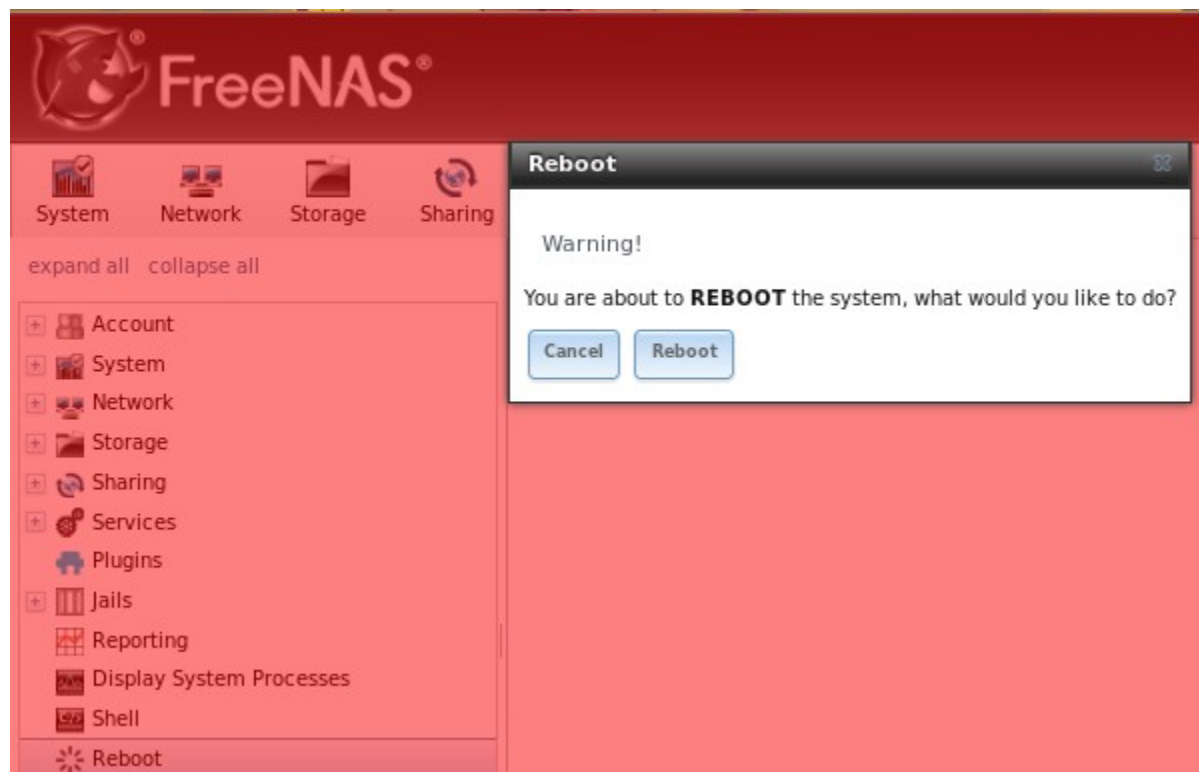 FreeNAS®
System
Network
Storage
Sharing
expand all collapse all
Account
System
Network
Storage
Sharing
Services
Plugins
Jails
Reporting
Display System Processes
Shell
Reboot
Reboot
Warning!
You are about to REBOOT the system, what would you like to do?
Cancel
Reboot